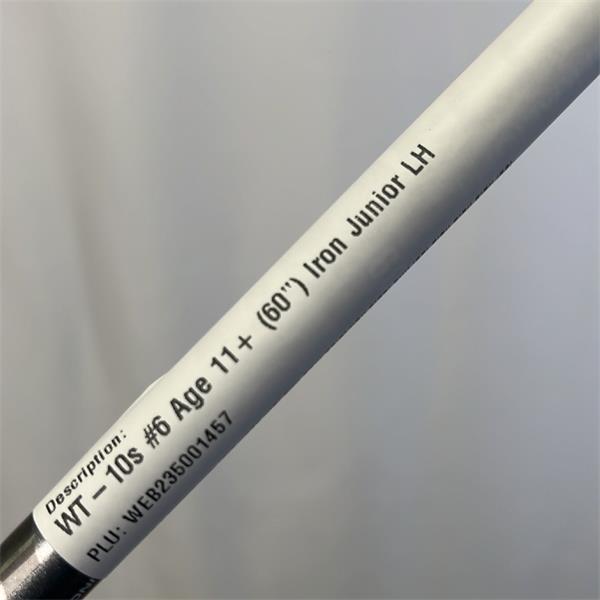 Description:
WT - 10s #6 Age 11+ (60") Iron Junior LH
PLU: WEB235001457